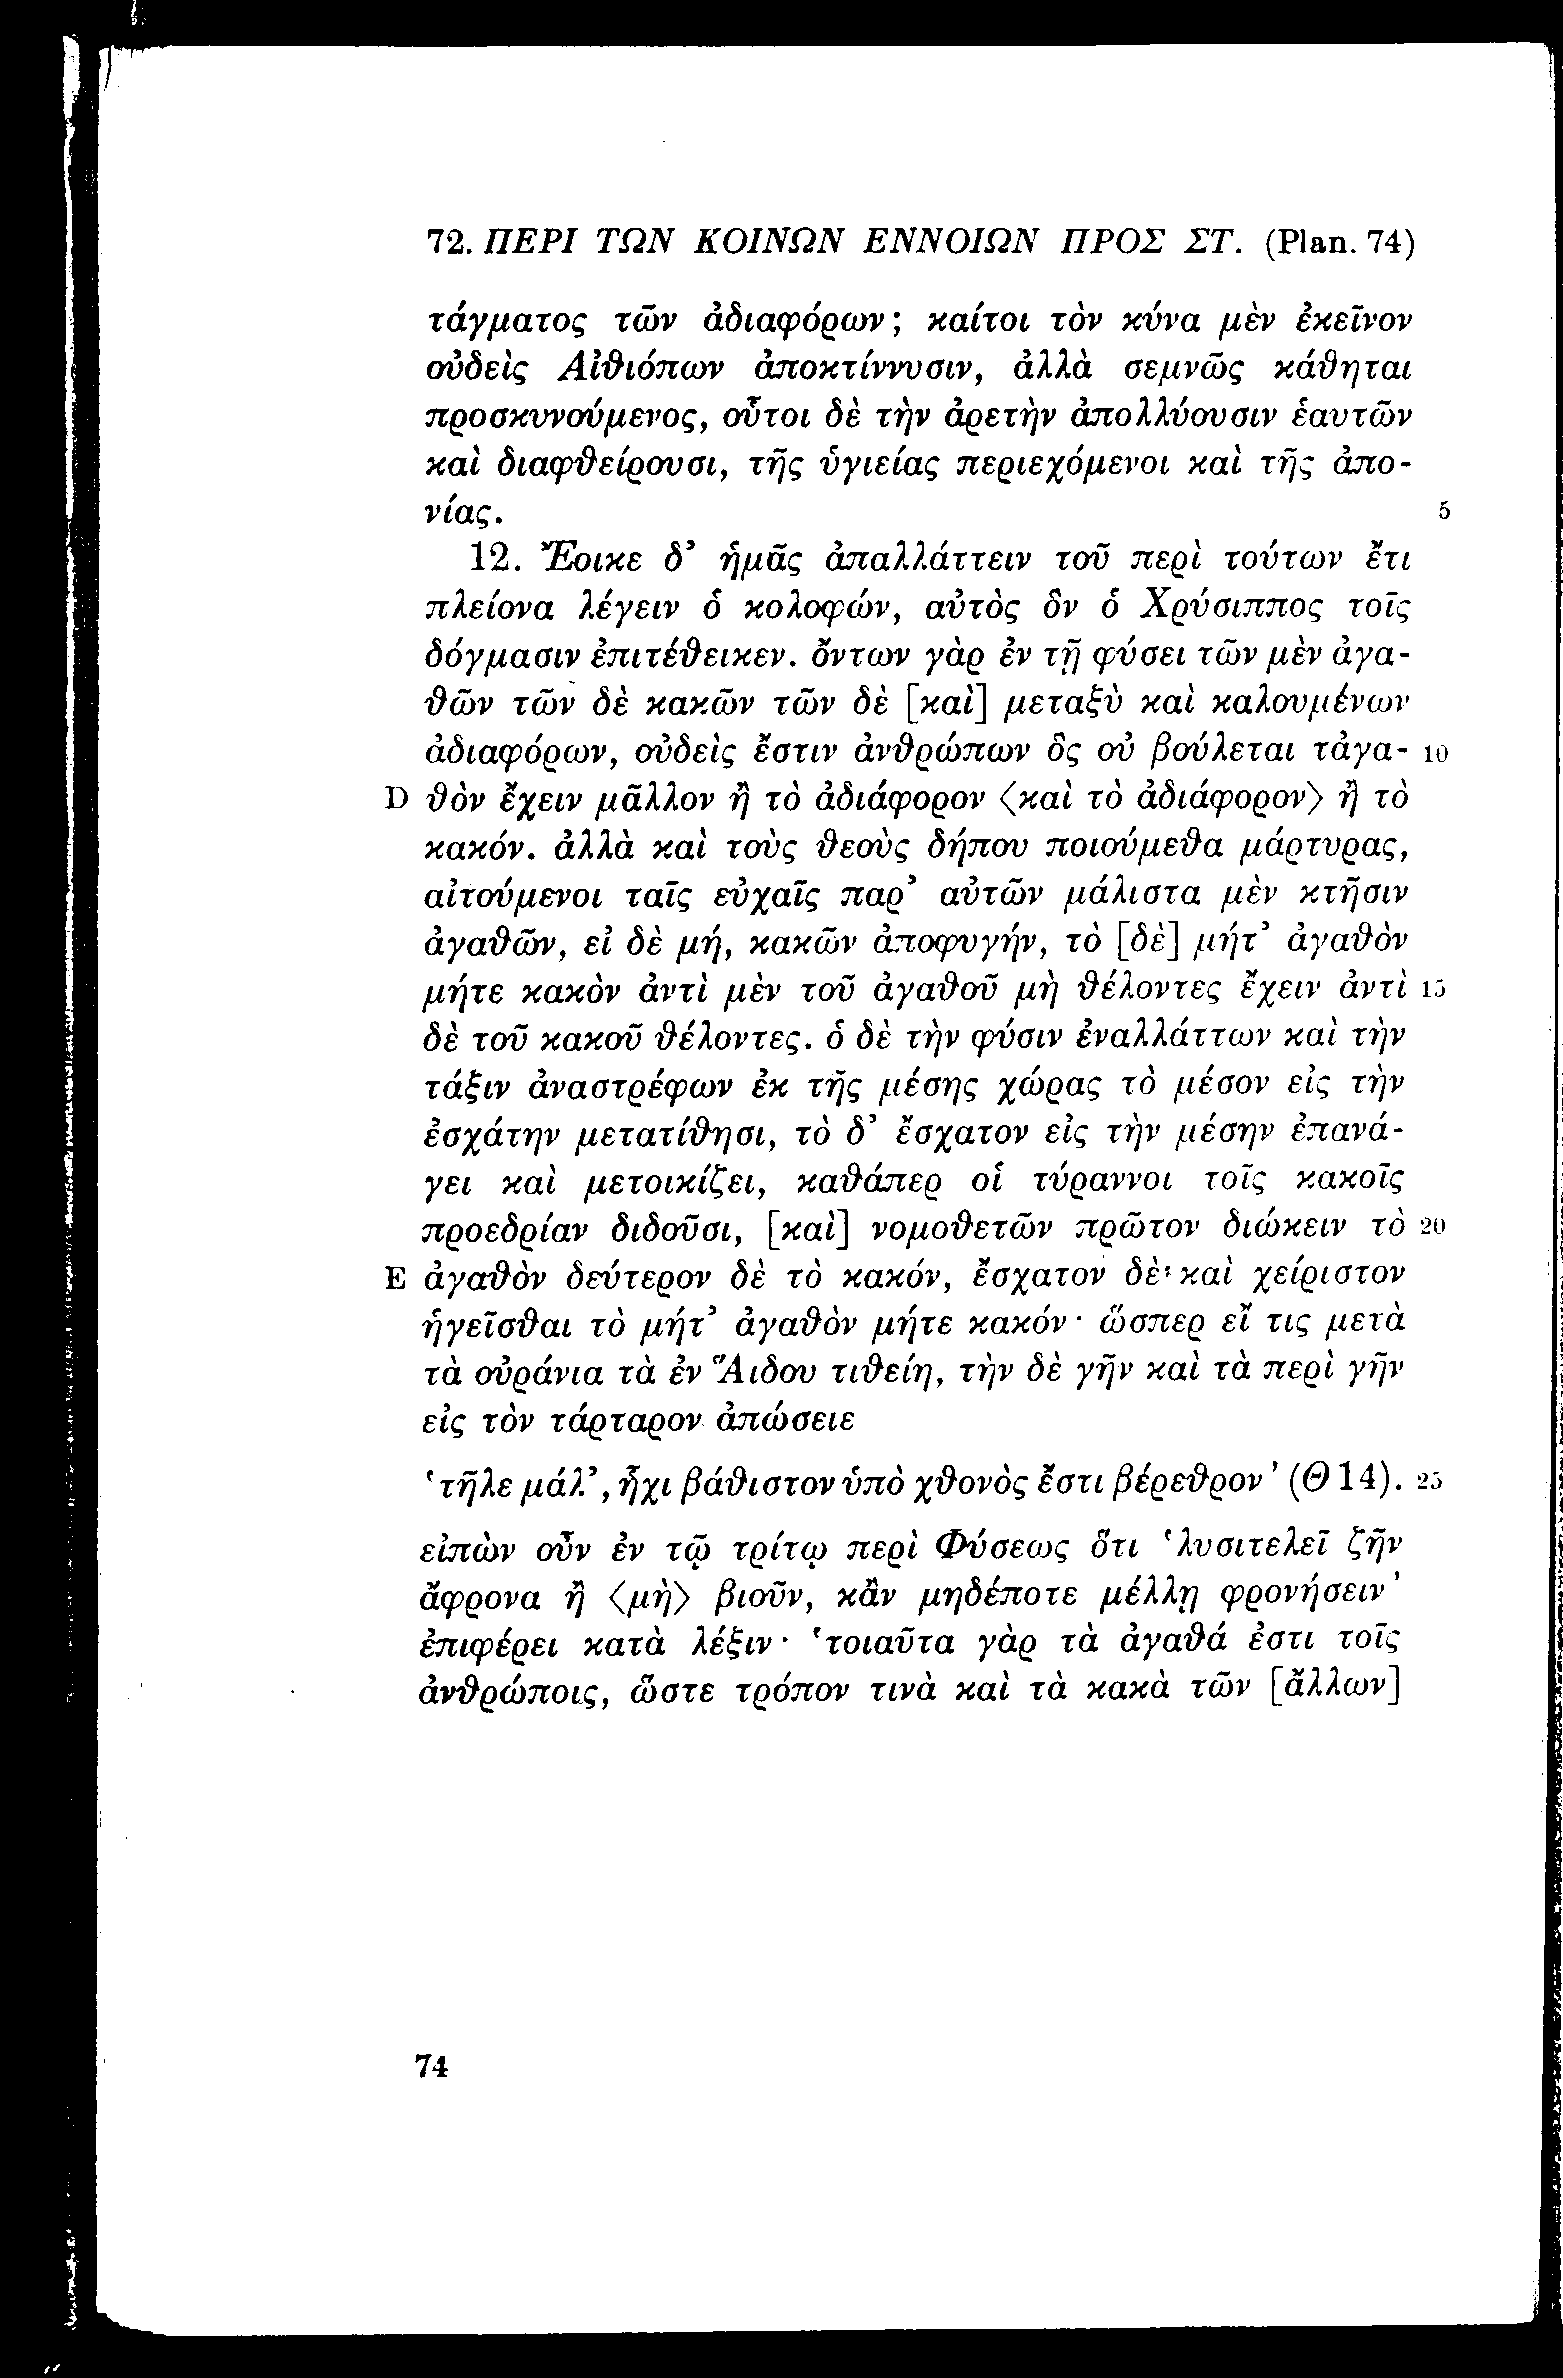 72. ΠΕΡΙ ΤΩΝ ΚΟΙΝΩΝ ΕΝΝΟΙΩΝ ΠΡΟΣ ΣΤ. (Plan. 74)
τάγματος τῶν ἀδιαφόρων; καίτοι τὸν κύνα μὲν ἐκεῖνον
οὐδεὶς Αἰθιόπων ἀποκτίννυσιν, ἀλλὰ σεμνῶς κάθηται
προσκυνούμενος, οὗτοι δὲ τὴν ἀρετὴν ἀπολλύουσιν ἑαυτῶν
καὶ διαφθείρουσι, τῆς ὑγιείας περιεχόμενοι καὶ τῆς ἀπο-
νίας. 5
12. Ἔοικε δ’ ἡμᾶς ἀπαλλάττειν τοῦ περὶ τούτων ἔτι
πλείονα λέγειν ὁ κολοφών, αὐτὸς ὃν ὁ Χρύσιππος τοῖς
δόγμασιν ἐπιτέθεικεν. ὄντων γὰρ ἐν τῇ φύσει τῶν μὲν ἀγα-
θῶν τῶν δὲ κακῶν τῶν δὲ [καὶ] μεταξὺ καὶ καλουμένων
ἀδιαφόρων, οὐδεὶς ἔστιν ἀνθρώπων ὃς οὐ βούλεται τἀγα- 10
D θὸν ἔχειν μᾶλλον ἢ τὸ ἀδιάφορον ⟨καὶ τὸ ἀδιάφορον⟩ ἢ τὸ
κακόν. ἀλλὰ καὶ τοὺς θεοὺς δήπου ποιούμεθα μάρτυρας,
αἰτούμενοι ταῖς εὐχαῖς παρ’ αὐτῶν μάλιστα μὲν κτῆσιν
ἀγαθῶν, εἰ δὲ μή, κακῶν ἀποφυγήν, τὸ [δὲ] μήτ’ ἀγαθὸν
μήτε κακὸν ἀντὶ μὲν τοῦ ἀγαθοῦ μὴ θέλοντες ἔχειν ἀντὶ 15
δὲ τοῦ κακοῦ θέλοντες. ὁ δὲ τὴν φύσιν ἐναλλάττων καὶ τὴν
τάξιν ἀναστρέφων ἐκ τῆς μέσης χώρας τὸ μέσον εἰς τὴν
ἐσχάτην μετατίθησι, τὸ δ’ ἔσχατον εἰς τὴν μέσην ἐπανά-
γει καὶ μετοικίζει, καθάπερ οἱ τύραννοι τοῖς κακοῖς
προεδρίαν διδοῦσι, [καὶ] νομοθετῶν πρῶτον διώκειν τὸ 20
E ἀγαθὸν δεύτερον δὲ τὸ κακόν, ἔσχατον δὲ καὶ χείριστον
ἡγεῖσθαι τὸ μήτ’ ἀγαθὸν μήτε κακόν· ὥσπερ εἴ τις μετὰ
τὰ οὐράνια τὰ ἐν Ἅιδου τιθείη, τὴν δὲ γῆν καὶ τὰ περὶ γῆν
εἰς τὸν τάρταρον ἀπώσειε
‘τῆλε μάλ’, ἧχι βάθιστον ὑπὸ χθονὸς ἔστι βέρεθρον’ (Θ 14). 25
εἰπὼν οὖν ἐν τῷ τρίτῳ περὶ Φύσεως ὅτι ‘λυσιτελεῖ ζῆν
ἄφρονα ἢ ⟨μὴ⟩ βιοῦν, κἂν μηδέποτε μέλλῃ φρονήσειν’
ἐπιφέρει κατὰ λέξιν· ‘τοιαῦτα γὰρ τὰ ἀγαθά ἐστι τοῖς
ἀνθρώποις, ὥστε τρόπον τινὰ καὶ τὰ κακὰ τῶν [ἄλλων]
74